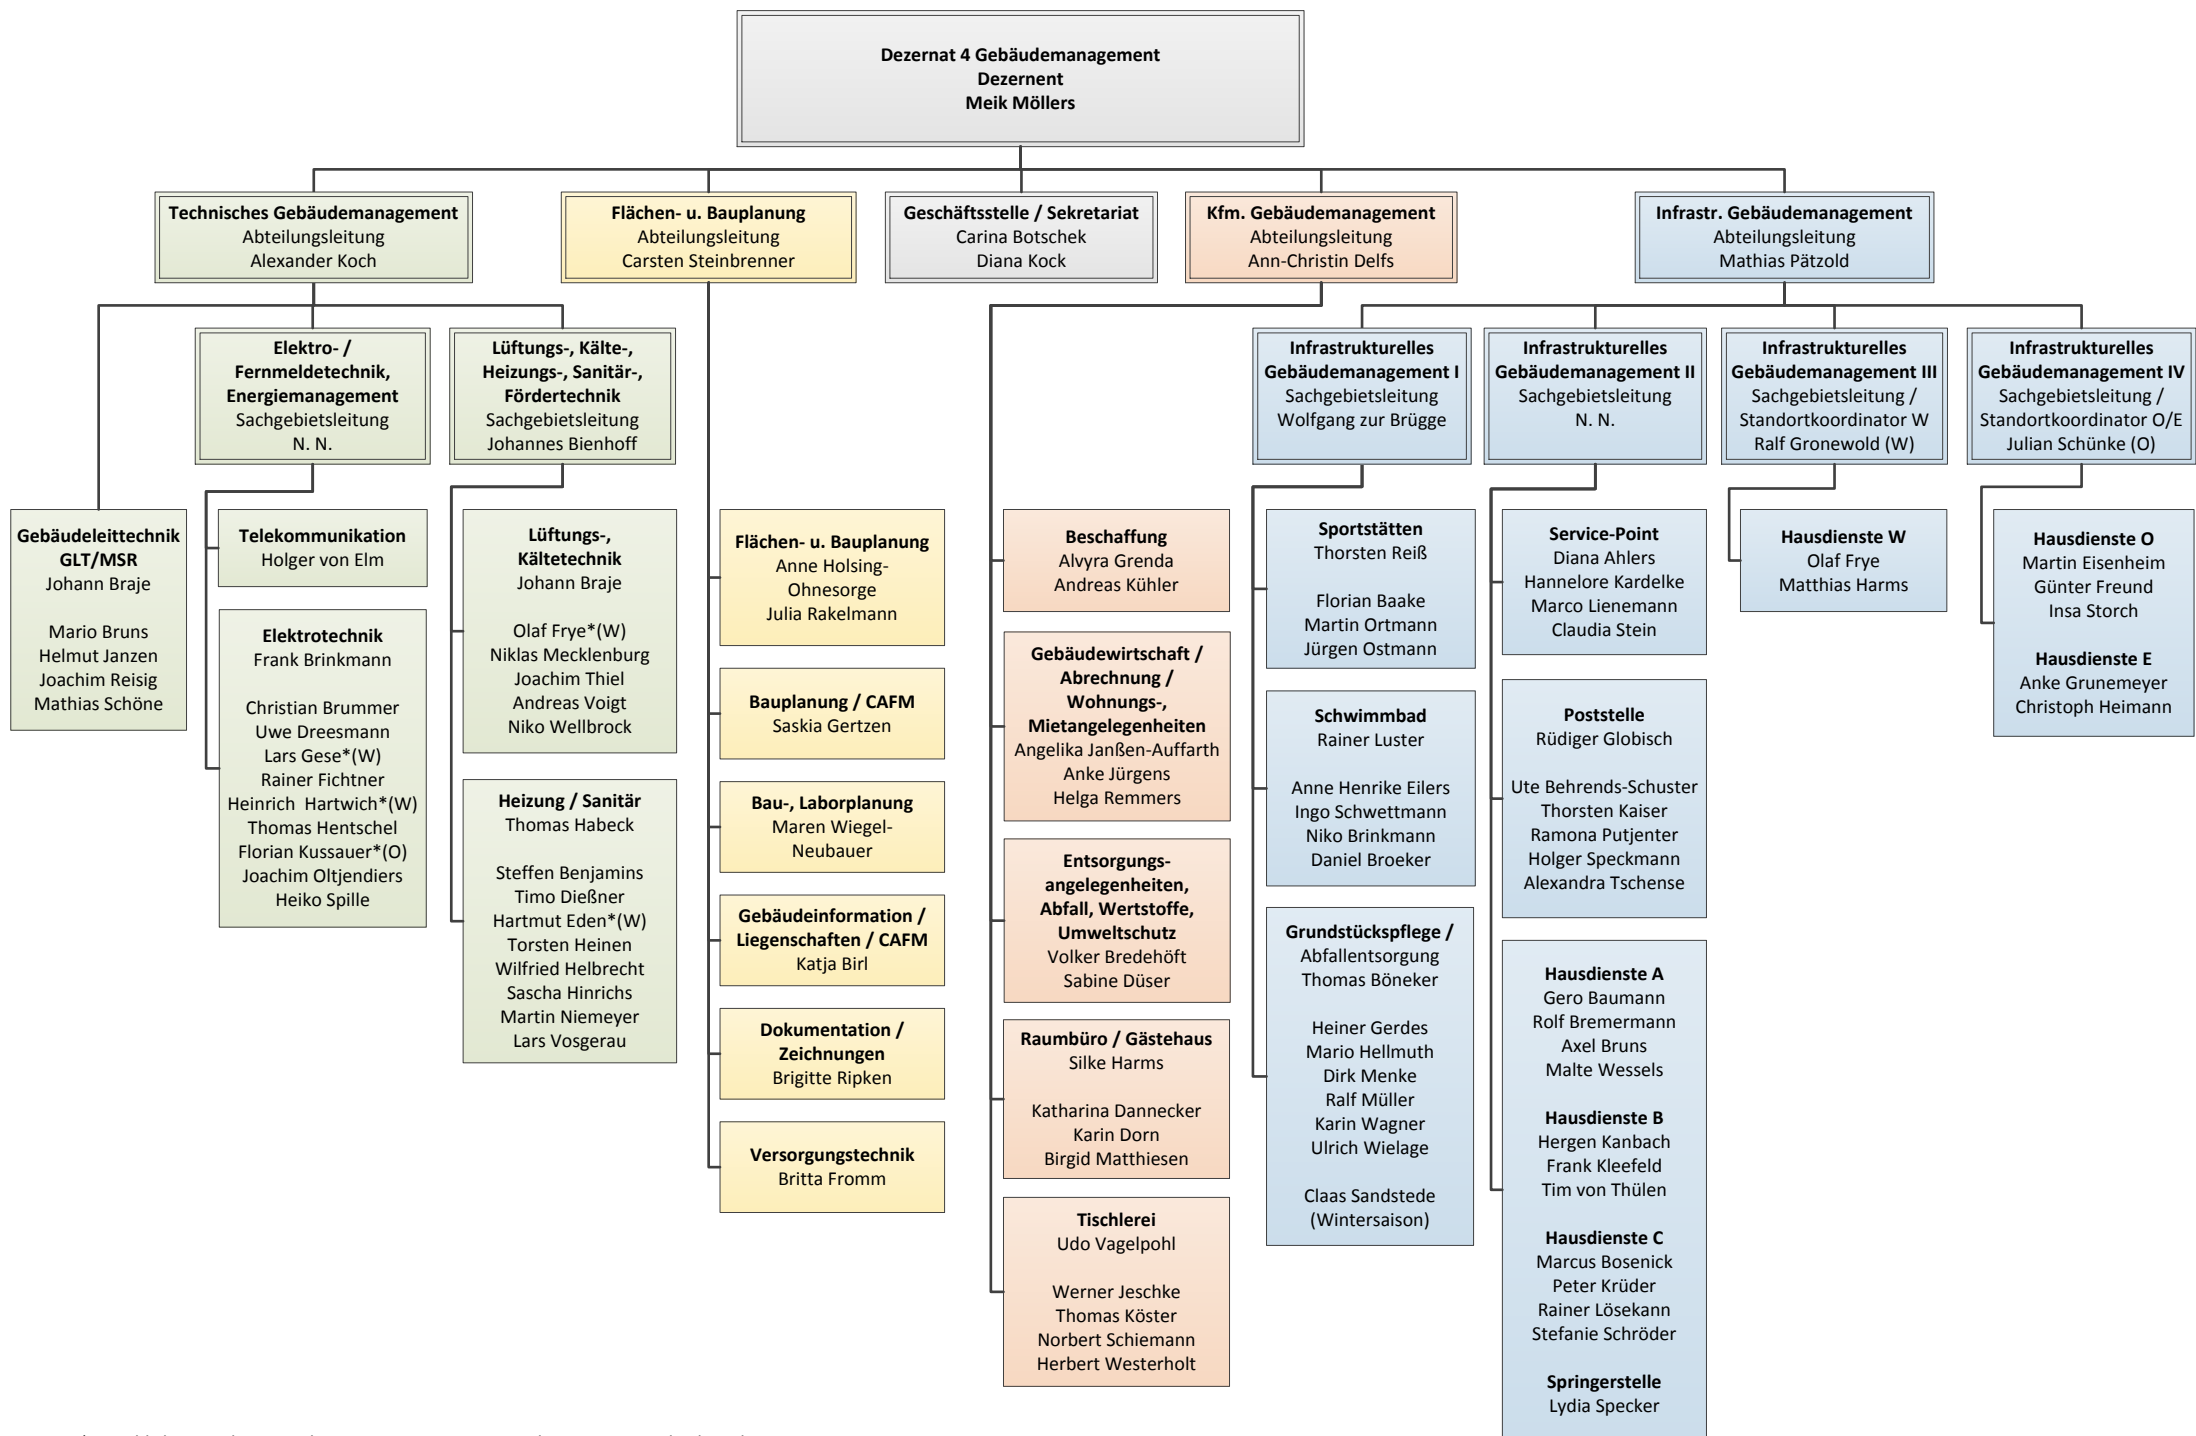 Dezernat 4 Gebäudemanagement
Dezernent
Meik Möllers
Technisches Gebäudemanagement
Abteilungsleitung
Alexander Koch
Flächen- u. Bauplanung
Abteilungsleitung
Carsten Steinbrenner
Geschäftsstelle / Sekretariat
Carina Botschek
Diana Kock
Kfm. Gebäudemanagement
Abteilungsleitung
Ann-Christin Delfs
Infrastr. Gebäudemanagement
Abteilungsleitung
Mathias Pätzold
Elektro- /
Fernmeldetechnik,
Energiemanagement
Sachgebietsleitung
N. N.
Lüftungs-, Kälte-,
Heizungs-, Sanitär-,
Fördertechnik
Sachgebietsleitung
Johannes Bienhoff
Infrastrukturelles
Gebäudemanagement I
Sachgebietsleitung
Wolfgang zur Brügge
Infrastrukturelles
Gebäudemanagement II
Sachgebietsleitung
N. N.
Infrastrukturelles
Gebäudemanagement III
Sachgebietsleitung /
Standortkoordinator W
Ralf Gronewold (W)
Infrastrukturelles
Gebäudemanagement IV
Sachgebietsleitung /
Standortkoordinator O/E
Julian Schünke (O)
Gebäudeleittechnik
GLT/MSR
Johann Braje
Mario Bruns
Helmut Janzen
Joachim Reisig
Mathias Schöne
Telekommunikation
Holger von Elm
Elektrotechnik
Frank Brinkmann
Christian Brummer
Uwe Dreesmann
Lars Gese*(W)
Rainer Fichtner
Heinrich  Hartwich*(W)
Thomas Hentschel
Florian Kussauer*(O)
Joachim Oltjendiers
Heiko Spille
Lüftungs-,
Kältetechnik
Johann Braje
Olaf Frye*(W)
Niklas Mecklenburg
Joachim Thiel
Andreas Voigt
Niko Wellbrock
Heizung / Sanitär
Thomas Habeck
Steffen Benjamins
Timo Dießner
Hartmut Eden*(W)
Torsten Heinen
Wilfried Helbrecht
Sascha Hinrichs
Martin Niemeyer
Lars Vosgerau
Flächen- u. Bauplanung
Anne Holsing-
Ohnesorge
Julia Rakelmann
Bauplanung / CAFM
Saskia Gertzen
Bau-, Laborplanung
Maren Wiegel-
Neubauer
Gebäudeinformation /
Liegenschaften / CAFM
Katja Birl
Dokumentation /
Zeichnungen
Brigitte Ripken
Versorgungstechnik
Britta Fromm
Beschaffung
Alvyra Grenda
Andreas Kühler
Gebäudewirtschaft /
Abrechnung /
Wohnungs-,
Mietangelegenheiten
Angelika Janßen-Auffarth
Anke Jürgens
Helga Remmers
Entsorgungs-
angelegenheiten,
Abfall, Wertstoffe,
Umweltschutz
Volker Bredehöft
Sabine Düser
Raumbüro / Gästehaus
Silke Harms
Katharina Dannecker
Karin Dorn
Birgid Matthiesen
Tischlerei
Udo Vagelpohl
Werner Jeschke
Thomas Köster
Norbert Schiemann
Herbert Westerholt
Sportstätten
Thorsten Reiß
Florian Baake
Martin Ortmann
Jürgen Ostmann
Schwimmbad
Rainer Luster
Anne Henrike Eilers
Ingo Schwettmann
Niko Brinkmann
Daniel Broeker
Grundstückspflege /
Abfallentsorgung
Thomas Böneker
Heiner Gerdes
Mario Hellmuth
Dirk Menke
Ralf Müller
Karin Wagner
Ulrich Wielage
Claas Sandstede
(Wintersaison)
Service-Point
Diana Ahlers
Hannelore Kardelke
Marco Lienemann
Claudia Stein
Poststelle
Rüdiger Globisch
Ute Behrends-Schuster
Thorsten Kaiser
Ramona Putjenter
Holger Speckmann
Alexandra Tschense
Hausdienste A
Gero Baumann
Rolf Bremermann
Axel Bruns
Malte Wessels
Hausdienste B
Hergen Kanbach
Frank Kleefeld
Tim von Thülen
Hausdienste C
Marcus Bosenick
Peter Krüder
Rainer Lösekann
Stefanie Schröder
Springerstelle
Lydia Specker
Hausdienste W
Olaf Frye
Matthias Harms
Hausdienste O
Martin Eisenheim
Günter Freund
Insa Storch
Hausdienste E
Anke Grunemeyer
Christoph Heimann